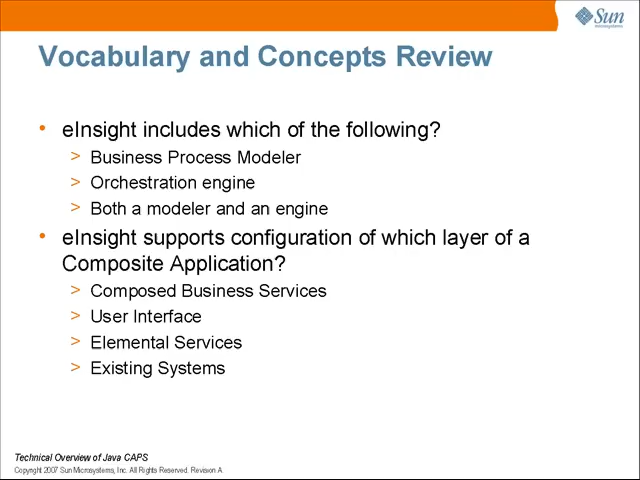 Sun
microsystems
Vocabulary and Concepts Review
• eInsight includes which of the following?
> Business Process Modeler
> Orchestration engine
> Both a modeler and an engine
• eInsight supports configuration of which layer of a
Composite Application?
> Composed Business Services
> User Interface
> Elemental Services
> Existing Systems
Technical Overview of Java CAPS
Copyright 2007 Sun Microsystems, Inc. All Rights Reserved. Revision A